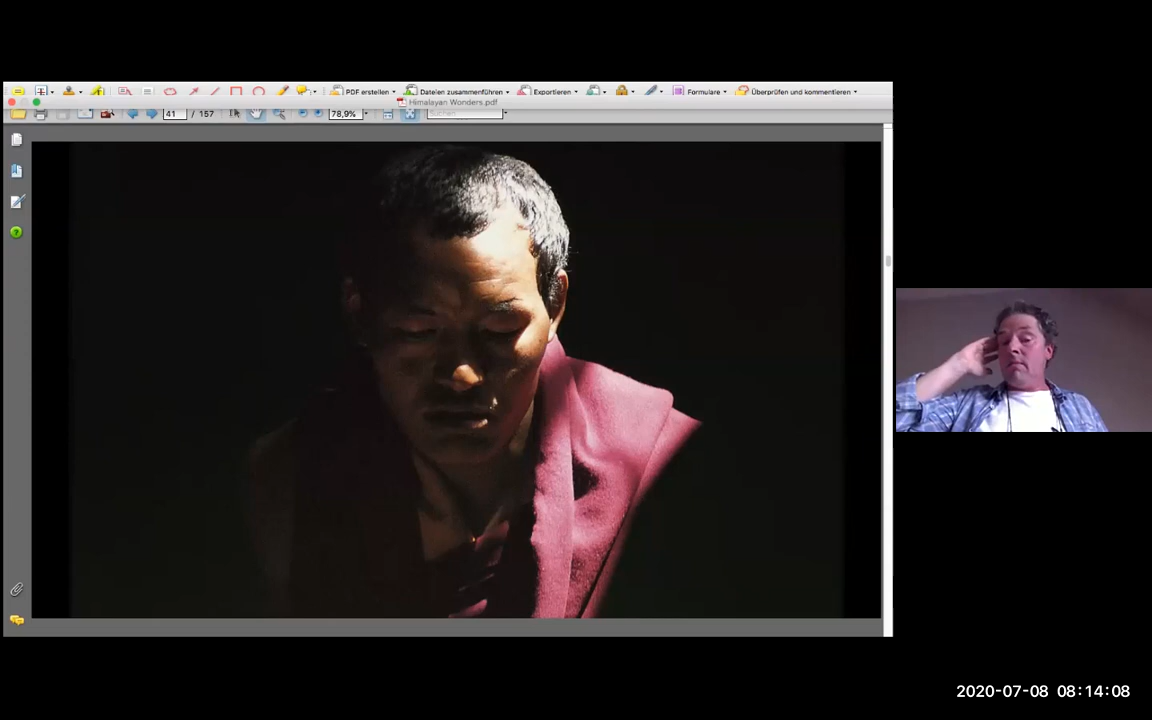 PDF erstellen Dateien zusammenführen Exportieren Formulare Überprüfen und kommentieren
Himalayan Wonders.pdf
41 / 157 78,9% Suchen
2020-07-08 08:14:08